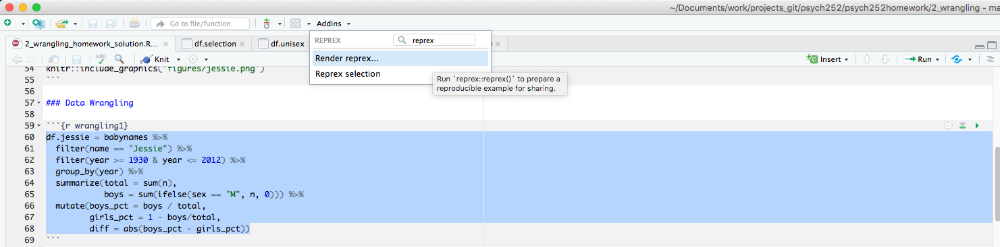 ~/Documents/work/projects_git/psych252/psych252homework/2_wrangling - ma
Go to file/function
Addins
2_wrangling_homework_solution.R...
df.selection
df.unisex
REPREX
reprex
Render reprex...
Reprex selection
Run `reprex::reprex()` to prepare a
reproducible example for sharing.
ABC
Knit
Insert
Run
54 knitr::include_graphics("figures/jessie.png")
55 ```
56
57 ### Data Wrangling
58
59 ```{r wrangling1}
60 df.jessie = babynames %>%
61 filter(name == "Jessie") %>%
62 filter(year >= 1930 & year <= 2012) %>%
63 group_by(year) %>%
64 summarize(total = sum(n),
65 boys = sum(ifelse(sex == "M", n, 0))) %>%
66 mutate(boys_pct = boys / total,
67 girls_pct = 1 - boys/total,
68 diff = abs(boys_pct - girls_pct))
69 ```